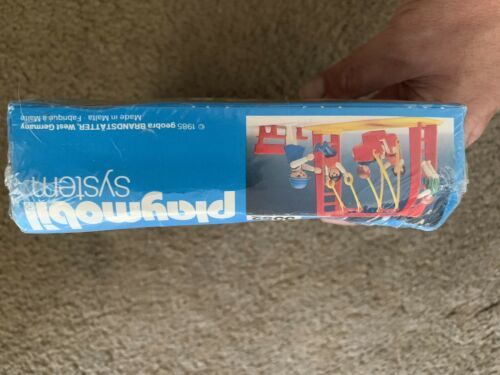 playmobil
system
© 1985 geobra BRANDSTÄTTER, West Germany
Made in Malta Fabriqué à Malte